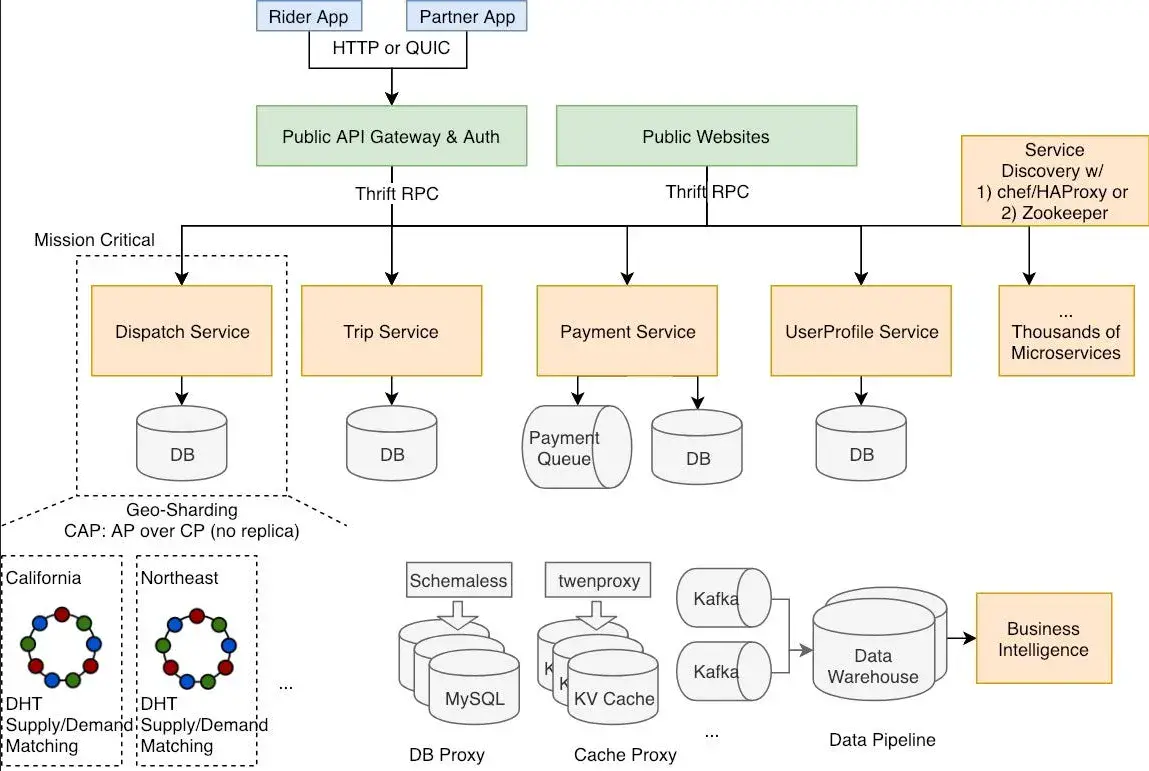 Rider App
Partner App
HTTP or QUIC
Public API Gateway & Auth
Public Websites
Service
Discovery w/
1) chef/HAProxy or
2) Zookeeper
Thrift RPC
Thrift RPC
Mission Critical
Dispatch Service
Trip Service
Payment Service
UserProfile Service
...
Thousands of
Microservices
DB
DB
Payment
Queue
DB
DB
Geo-Sharding
CAP: AP over CP (no replica)
California
Northeast
DHT
Supply/Demand
Matching
DHT
Supply/Demand
Matching
...
Schemaless
MySQL
DB Proxy
twenproxy
K
K
KV Cache
Cache Proxy
Kafka
Kafka
...
Data
Warehouse
Data Pipeline
Business
Intelligence